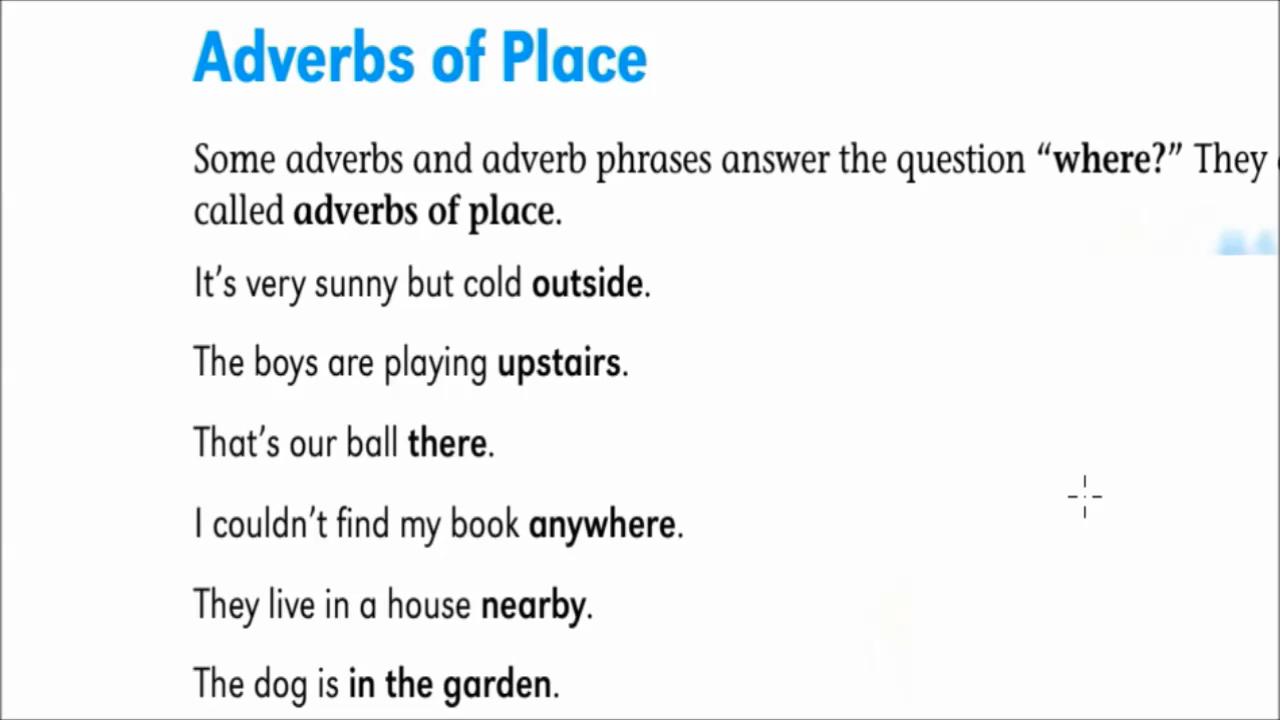 Adverbs of Place
Some adverbs and adverb phrases answer the question “where?” They
called adverbs of place.
It’s very sunny but cold outside.
The boys are playing upstairs.
That’s our ball there.
I couldn’t find my book anywhere.
They live in a house nearby.
The dog is in the garden.